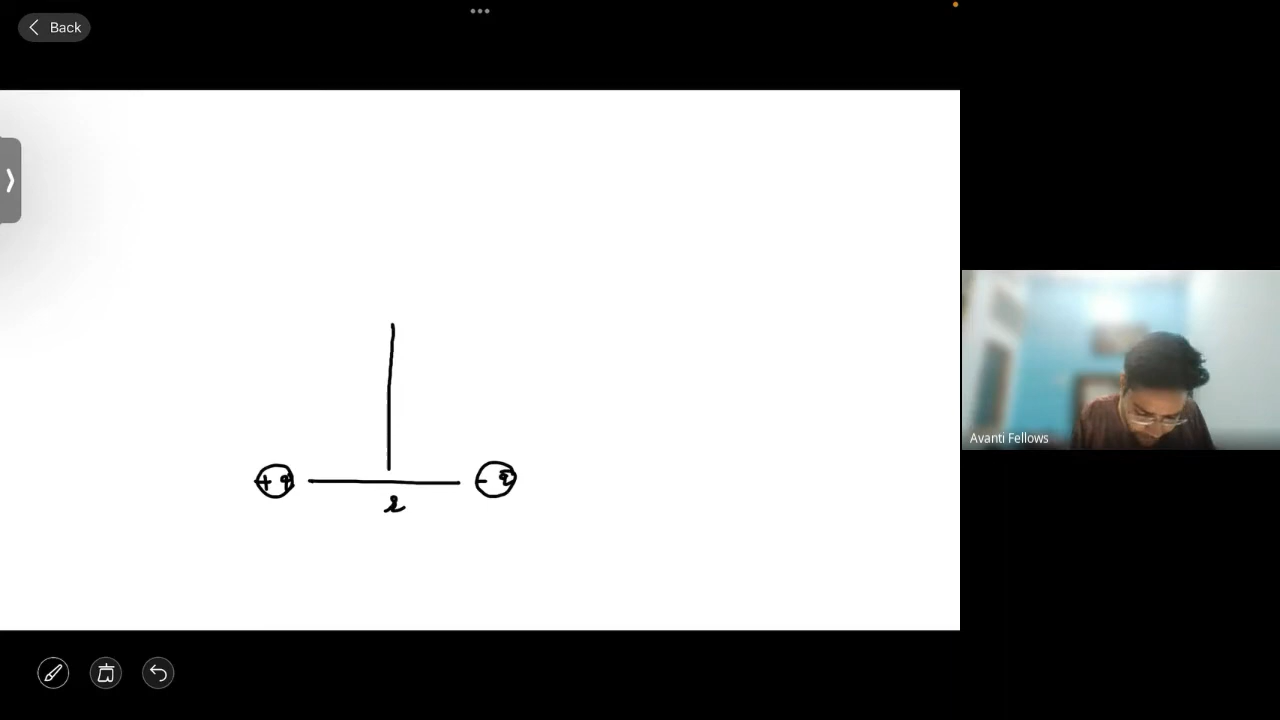 Back
+ q
- q
r
Avanti Fellows